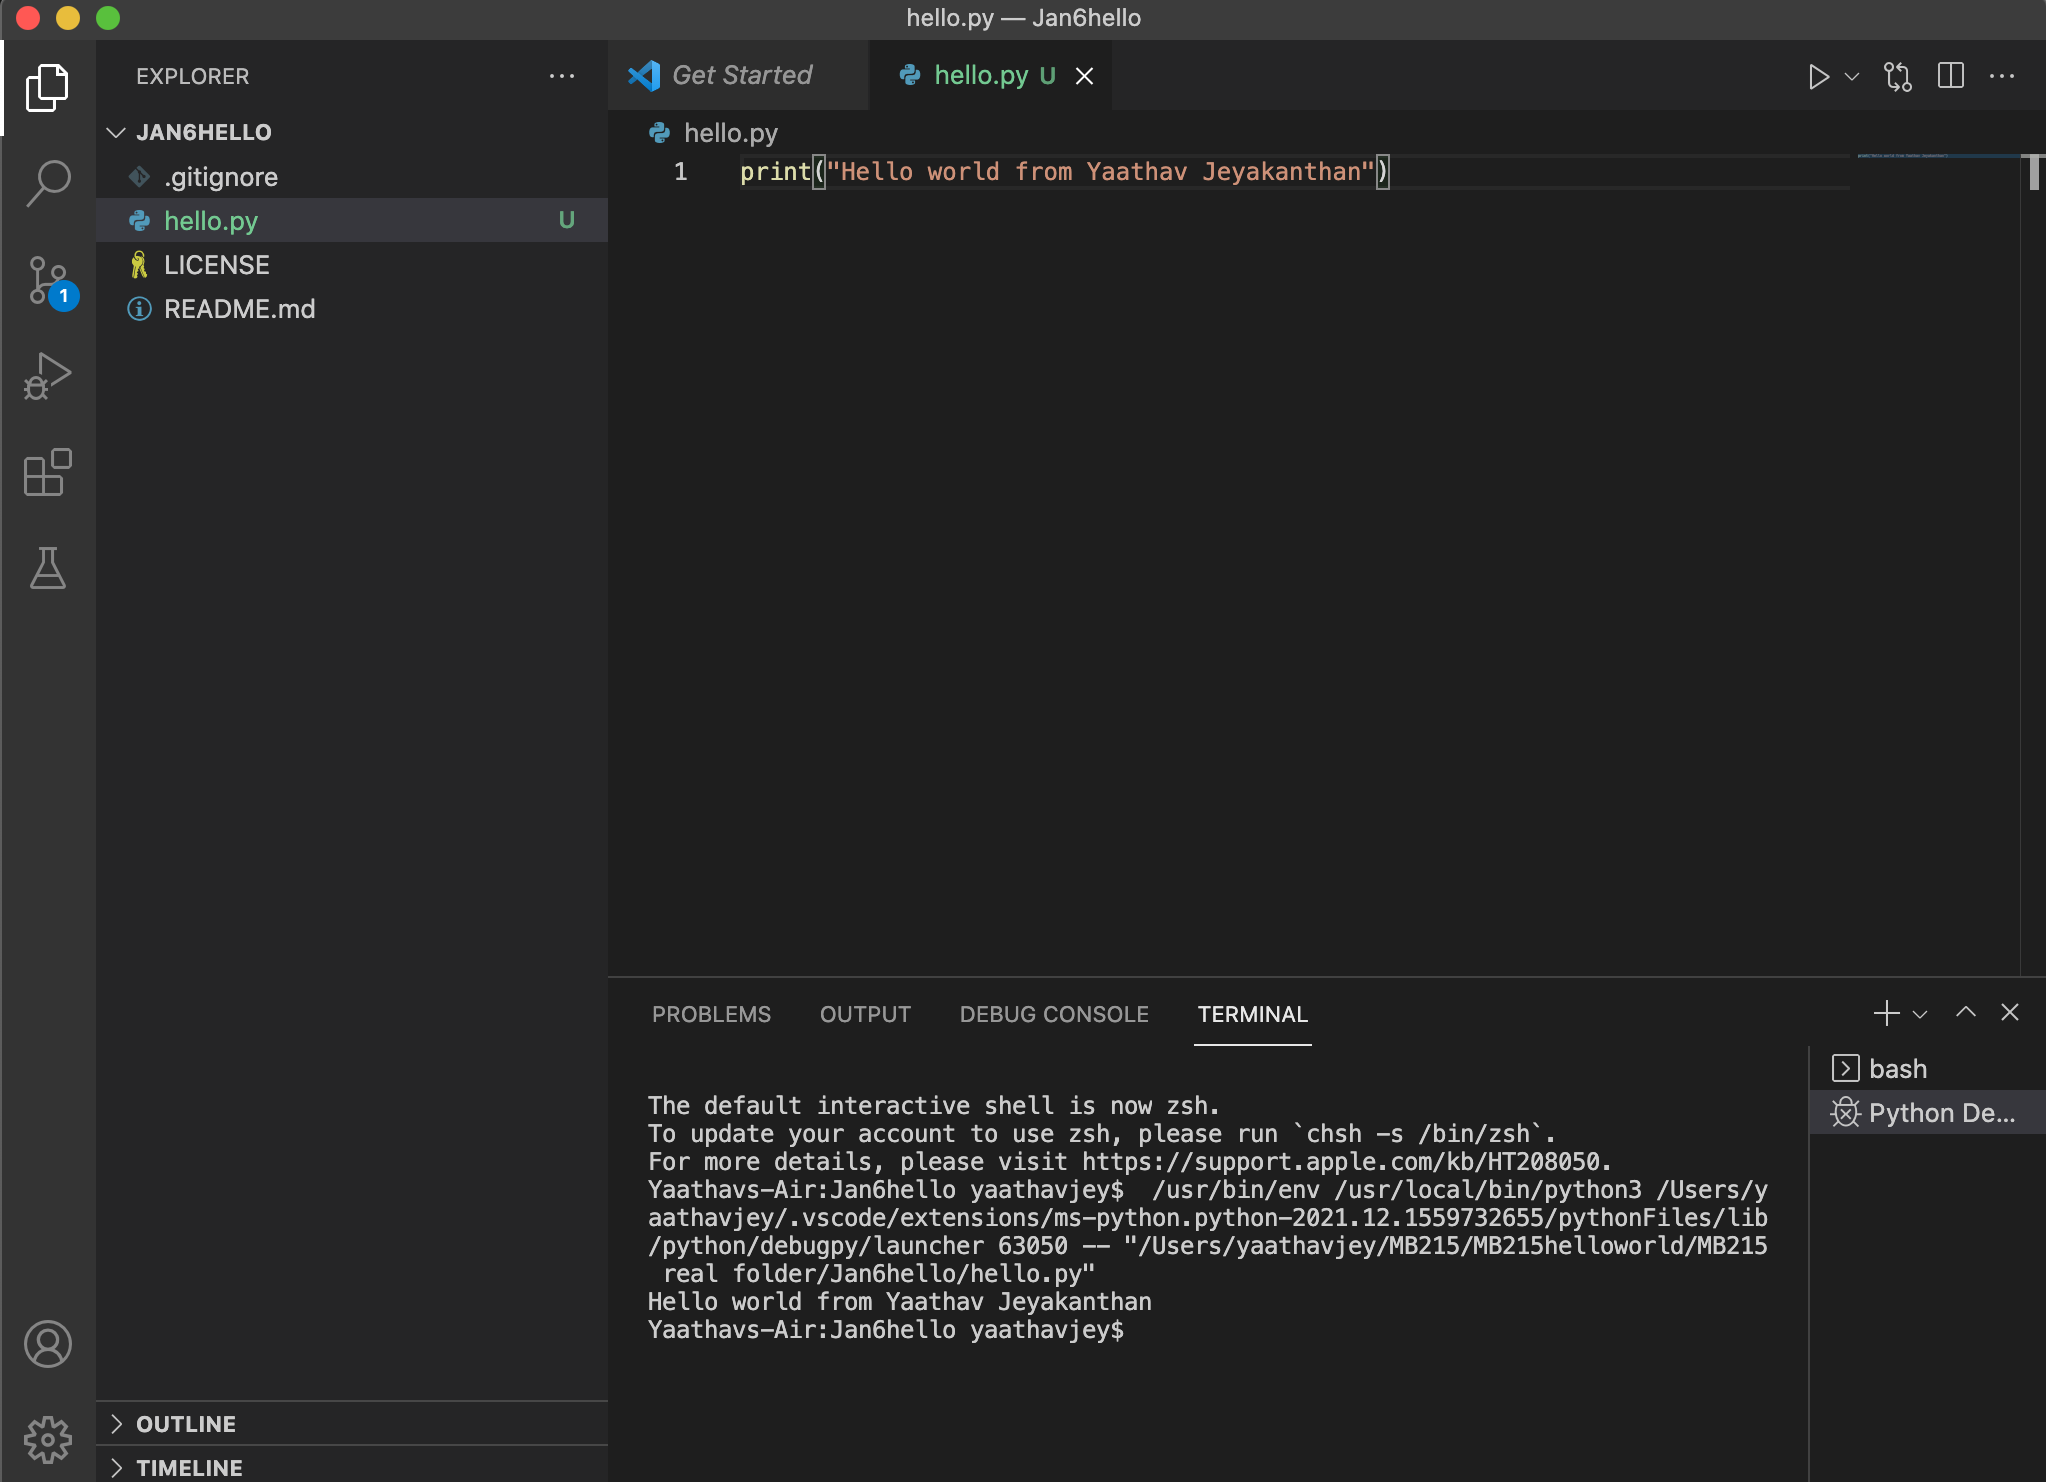 hello.py — Jan6hello
EXPLORER
JAN6HELLO
.gitignore
hello.py U
LICENSE
README.md
1
OUTLINE
TIMELINE
Get Started
hello.py U
hello.py
1 print("Hello world from Yaathav Jeyakanthan")
PROBLEMS OUTPUT DEBUG CONSOLE TERMINAL
The default interactive shell is now zsh.
To update your account to use zsh, please run `chsh -s /bin/zsh`.
For more details, please visit https://support.apple.com/kb/HT208050.
Yaathavs-Air:Jan6hello yaathavjey$  /usr/bin/env /usr/local/bin/python3 /Users/y
aathavjey/.vscode/extensions/ms-python.python-2021.12.1559732655/pythonFiles/lib
/python/debugpy/launcher 63050 -- "/Users/yaathavjey/MB215/MB215helloworld/MB215
 real folder/Jan6hello/hello.py"
Hello world from Yaathav Jeyakanthan
Yaathavs-Air:Jan6hello yaathavjey$
bash
Python De...